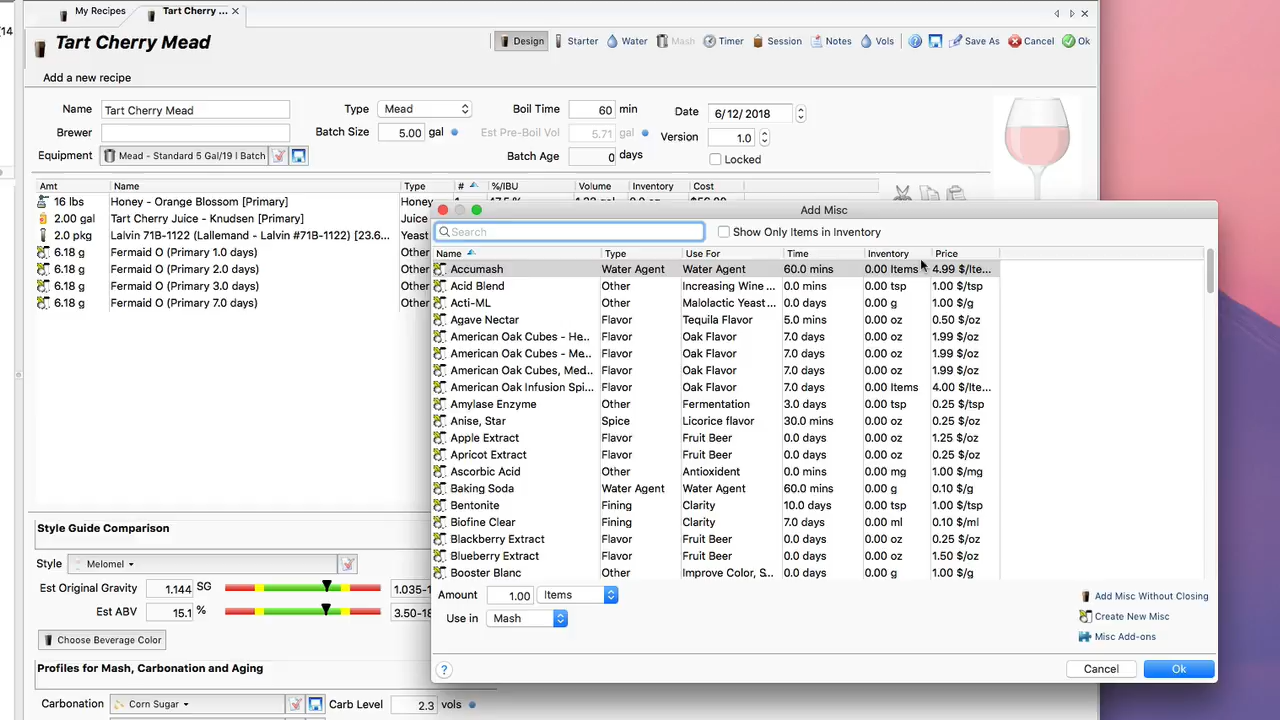 (14
My Recipes
Tart Cherry ...
Tart Cherry Mead
Design Starter Water Mash Timer Session Notes Vols Save As Cancel Ok
Add a new recipe
Name Tart Cherry Mead Type Mead Boil Time 60 min Date 6/12/2018
Brewer Batch Size 5.00 gal Est Pre-Boil Vol 5.71 gal Version 1.0
Equipment Mead - Standard 5 Gal/19 l Batch Batch Age 0 days Locked
Amt Name Type # %/IBU Volume Inventory Cost
16 lbs Honey - Orange Blossom [Primary] Honey
2.00 gal Tart Cherry Juice - Knudsen [Primary] Juice
2.0 pkg Lalvin 71B-1122 (Lallemand - Lalvin #71B-1122) [23.6... Yeast
6.18 g Fermaid O (Primary 1.0 days) Other
6.18 g Fermaid O (Primary 2.0 days) Other
6.18 g Fermaid O (Primary 3.0 days) Other
6.18 g Fermaid O (Primary 7.0 days) Other
Add Misc
Search Show Only Items in Inventory
Name Type Use For Time Inventory Price
Accumash Water Agent Water Agent 60.0 mins 0.00 Items 4.99 $/Ite...
Acid Blend Other Increasing Wine ... 0.0 mins 0.00 tsp 1.00 $/tsp
Acti-ML Other Malolactic Yeast ... 0.0 mins 0.00 g 1.00 $/g
Agave Nectar Flavor Tequila Flavor 5.0 mins 0.00 oz 0.50 $/oz
American Oak Cubes - He... Flavor Oak Flavor 7.0 days 0.00 oz 1.99 $/oz
American Oak Cubes - Me... Flavor Oak Flavor 7.0 days 0.00 oz 1.99 $/oz
American Oak Cubes, Med... Flavor Oak Flavor 7.0 days 0.00 oz 1.99 $/oz
American Oak Infusion Spi... Flavor Oak Flavor 7.0 days 0.00 Items 4.00 $/Ite...
Amylase Enzyme Other Fermentation 3.0 days 0.00 tsp 0.25 $/tsp
Anise, Star Spice Licorice flavor 30.0 mins 0.00 oz 0.25 $/oz
Apple Extract Flavor Fruit Beer 0.0 days 0.00 oz 1.25 $/oz
Apricot Extract Flavor Fruit Beer 0.0 days 0.00 oz 1.25 $/oz
Ascorbic Acid Other Antioxident 0.0 mins 0.00 mg 1.00 $/mg
Baking Soda Water Agent Water Agent 60.0 mins 0.00 g 0.10 $/g
Bentonite Fining Clarity 10.0 days 0.00 tsp 1.00 $/tsp
Biofine Clear Fining Clarity 7.0 days 0.00 ml 0.10 $/ml
Blackberry Extract Flavor Fruit Beer 0.0 days 0.00 oz 0.25 $/oz
Blueberry Extract Flavor Fruit Beer 0.0 days 0.00 oz 1.50 $/oz
Booster Blanc Other Improve Color, S... 0.0 days 0.00 g 1.00 $/g
Amount 1.00 Items
Use in Mash
Add Misc Without Closing
Create New Misc
Misc Add-ons
? Cancel Ok
Style Guide Comparison
Style Melomel
Est Original Gravity 1.144 SG 1.035-1
Est ABV 15.1 % 3.50-18
Choose Beverage Color
Profiles for Mash, Carbonation and Aging
Carbonation Corn Sugar Carb Level 2.3 vols